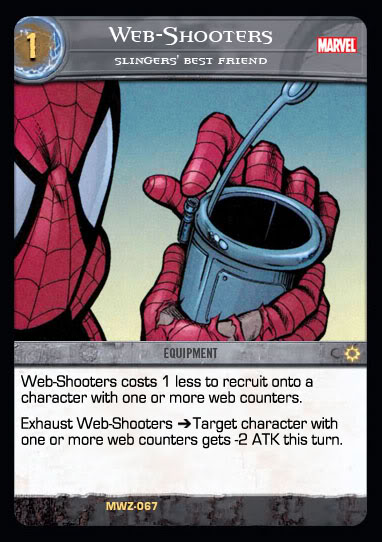 1
Web-Shooters
MARVEL
Slingers' Best Friend
EQUIPMENT
C
Web-Shooters costs 1 less to recruit onto a
character with one or more web counters.
Exhaust Web-Shooters ➔ Target character with
one or more web counters gets -2 ATK this turn.
MWZ-067